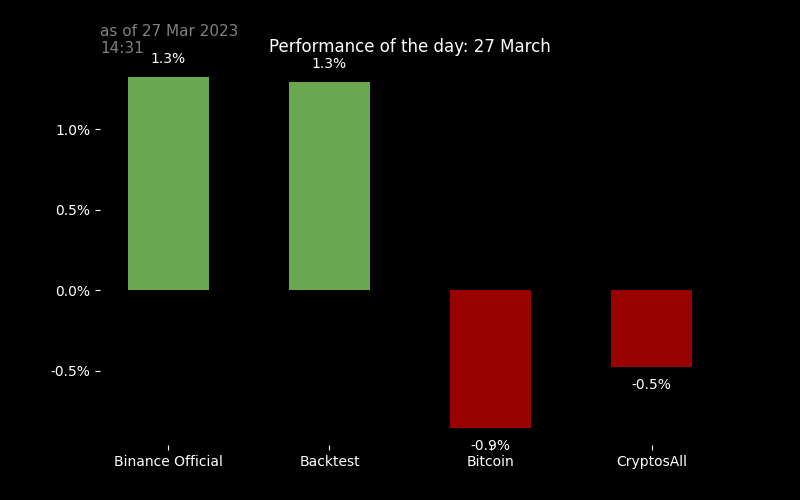 as of 27 Mar 2023
14:31
Performance of the day: 27 March
1.3%
1.3%
1.0%
0.5%
0.0%
-0.5%
-0.5%
-0.9%
Binance Official
Backtest
Bitcoin
CryptosAll